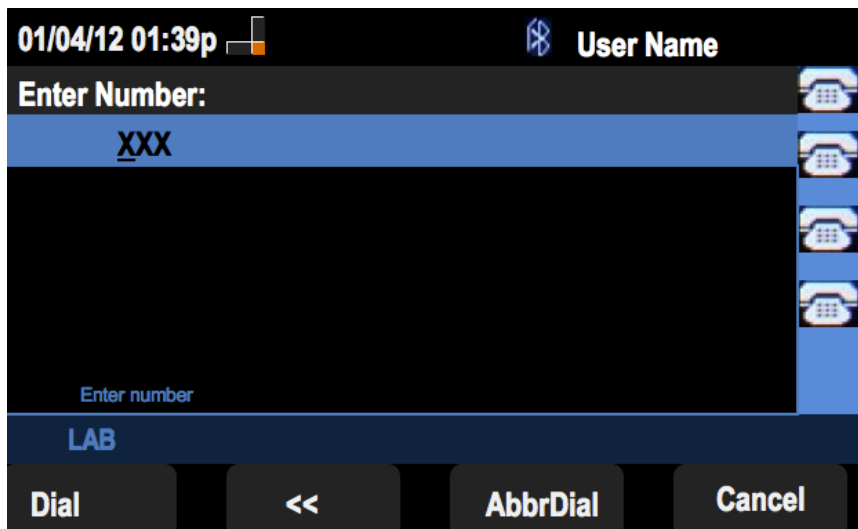 01/04/12 01:39p User Name
Enter Number:
XXX
Enter number
LAB
Dial << AbbrDial Cancel